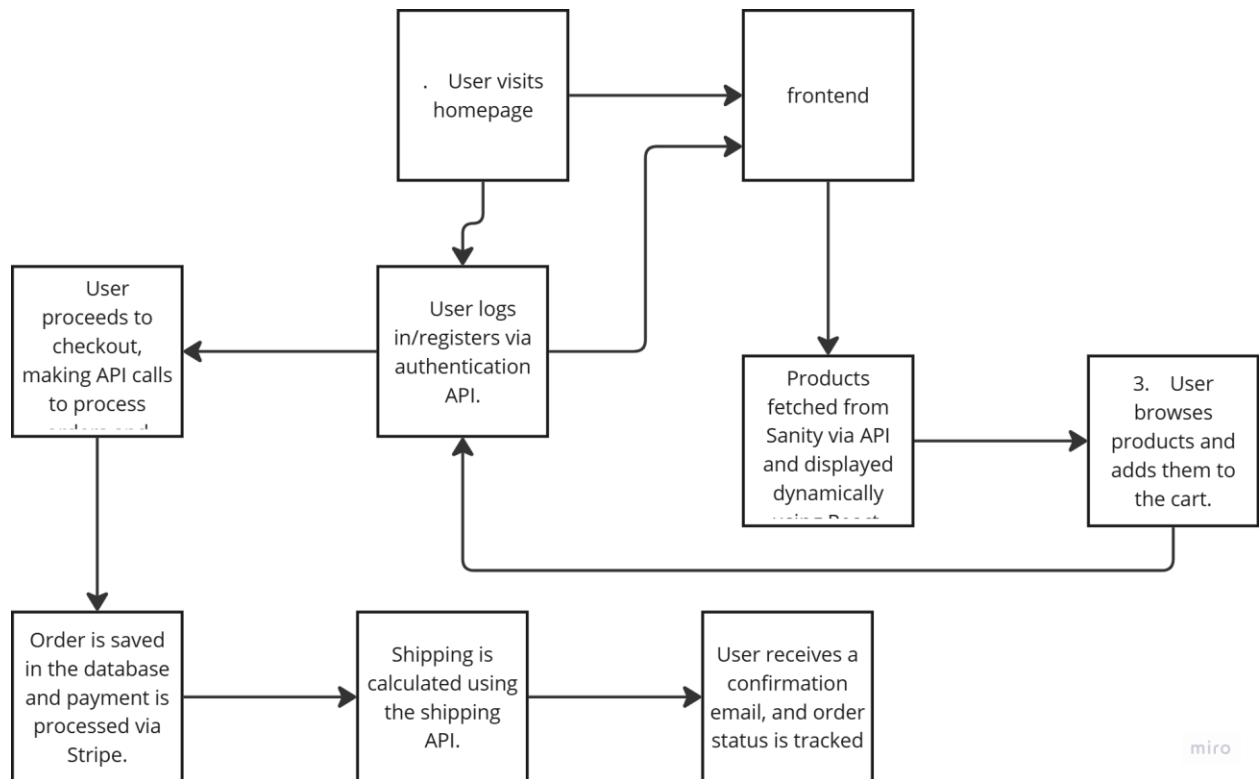 . User visits
homepage
frontend
User
proceeds to
checkout,
making API calls
to process
User logs
in/registers via
authentication
API.
Products
fetched from
Sanity via API
and displayed
dynamically
3. User
browses
products and
adds them to
the cart.
Order is saved
in the database
and payment is
processed via
Stripe.
Shipping is
calculated using
the shipping
API.
User receives a
confirmation
email, and order
status is tracked
miro